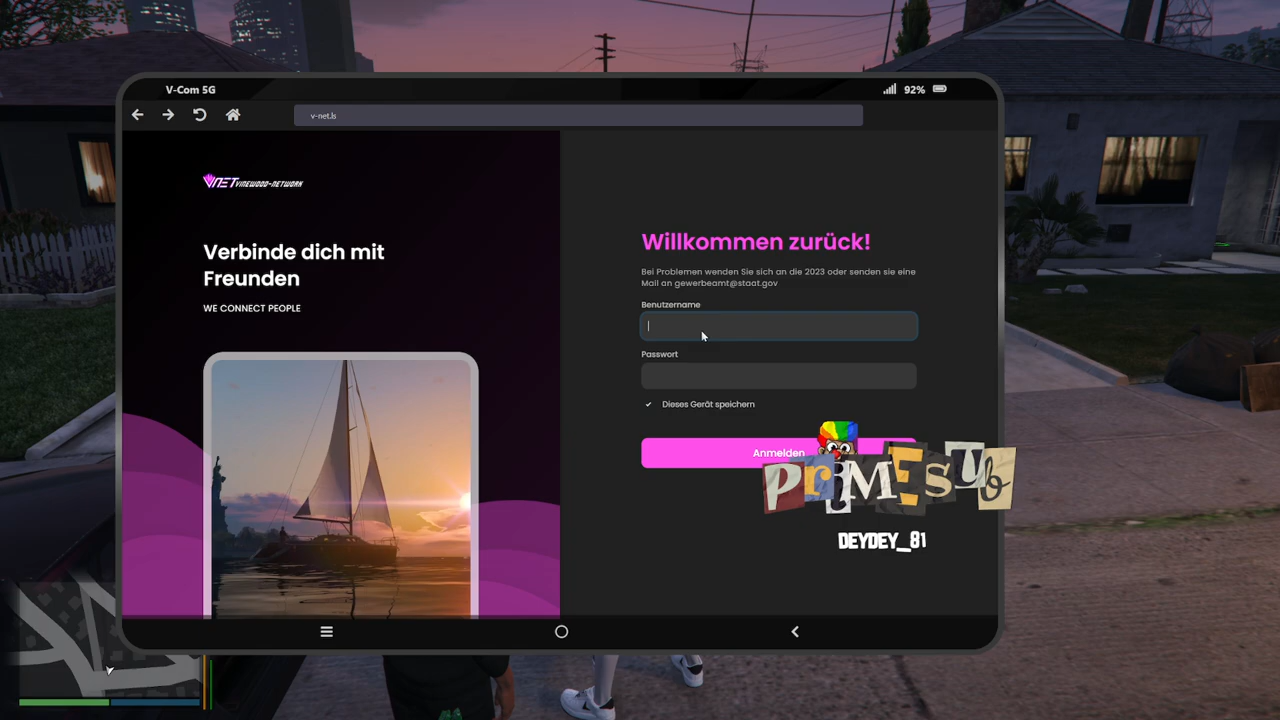 V-Com 5G
92%
v-net.ls
VNET VINEWOOD-NETWORK
Verbinde dich mit
Freunden
WE CONNECT PEOPLE
Willkommen zurück!
Bei Problemen wenden Sie sich an die 2023 oder senden sie eine
Mail an gewerbeamt@staat.gov
Benutzername
Passwort
Dieses Gerät speichern
Anmelden
PRiMESUb
DEYDEY_81